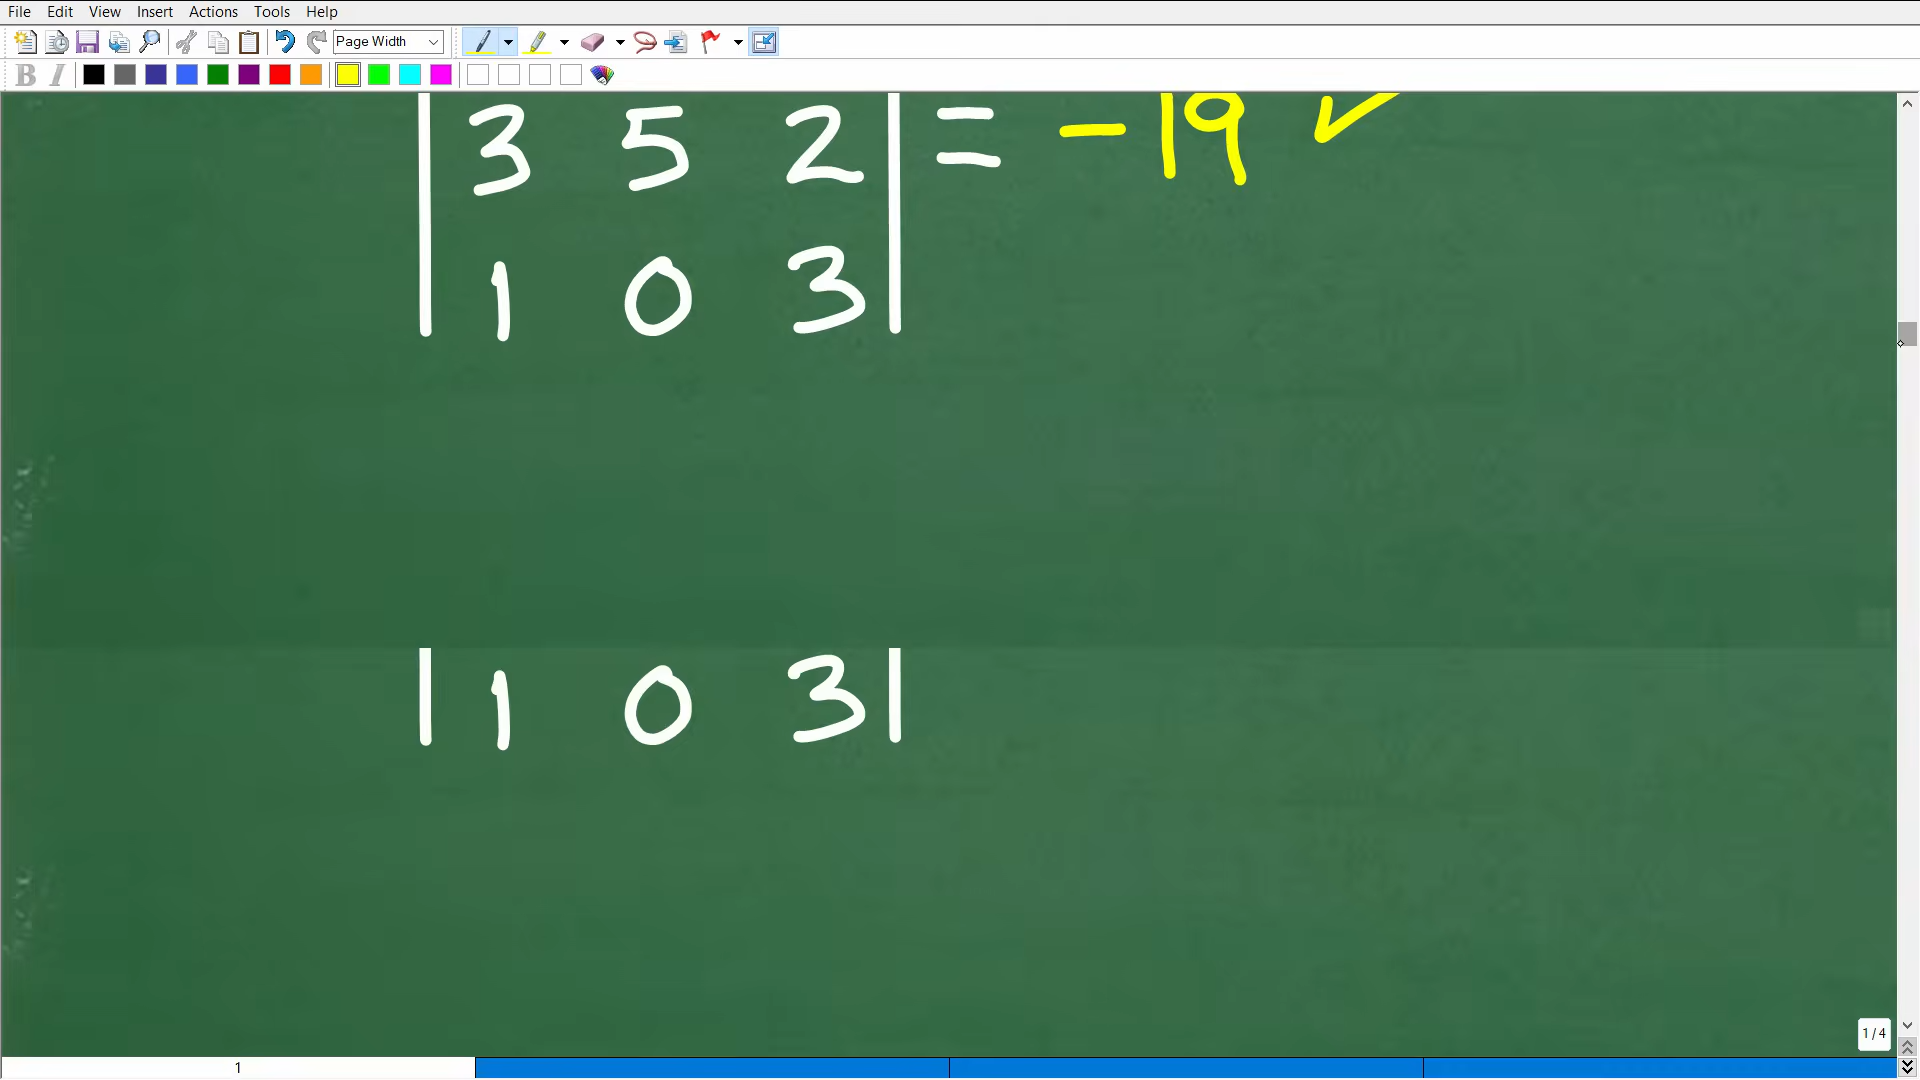 File Edit View Insert Actions Tools Help
Page Width
B I
| 3 5 2 | = -19 ✓
| 1 0 3 |
| 1 0 3 |
1 / 4
1